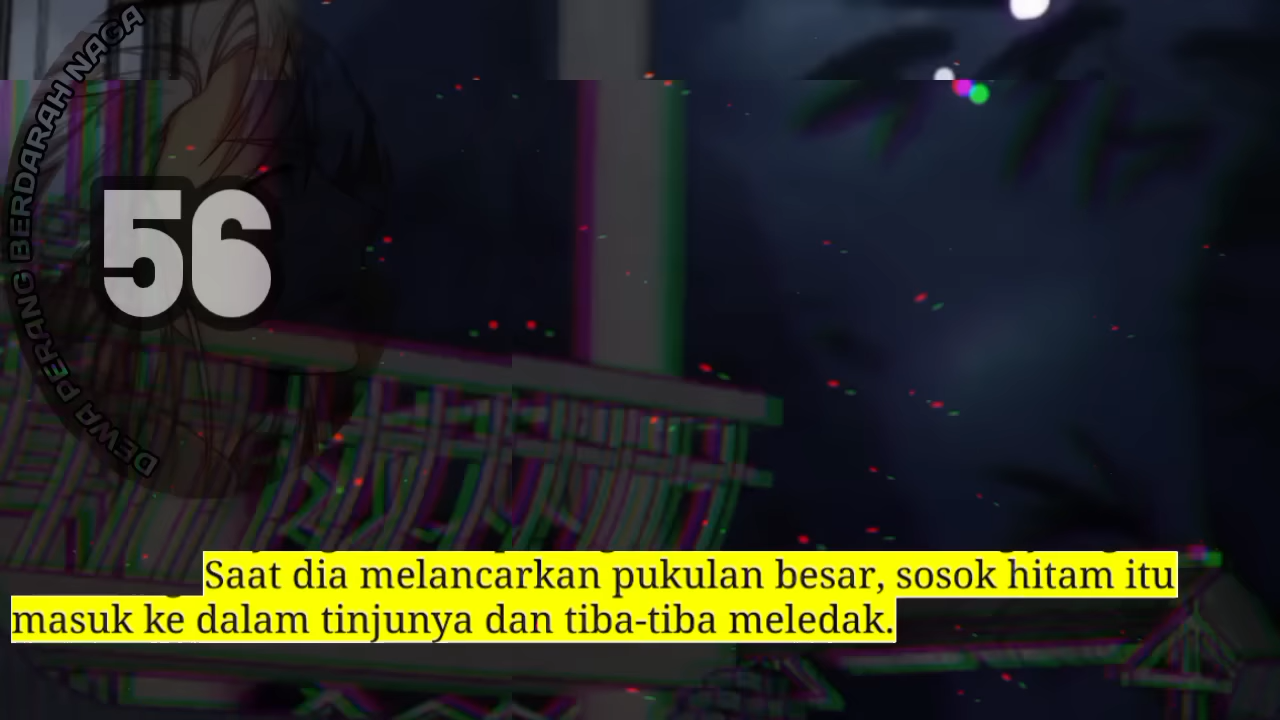 DEWA PERANG BERDARAH NAGA
56
Saat dia melancarkan pukulan besar, sosok hitam itu
masuk ke dalam tinjunya dan tiba-tiba meledak.